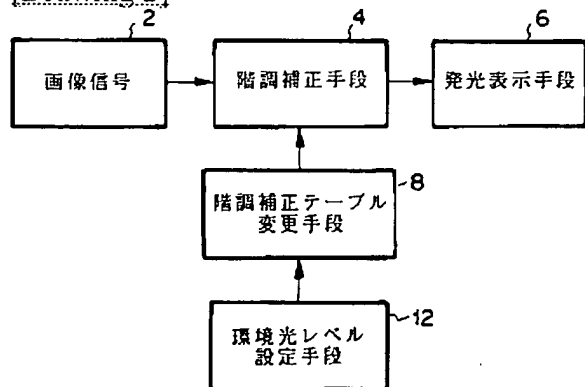 2
画像信号
4
階調補正手段
6
発光表示手段
8
階調補正テーブル
変更手段
12
環境光レベル
設定手段